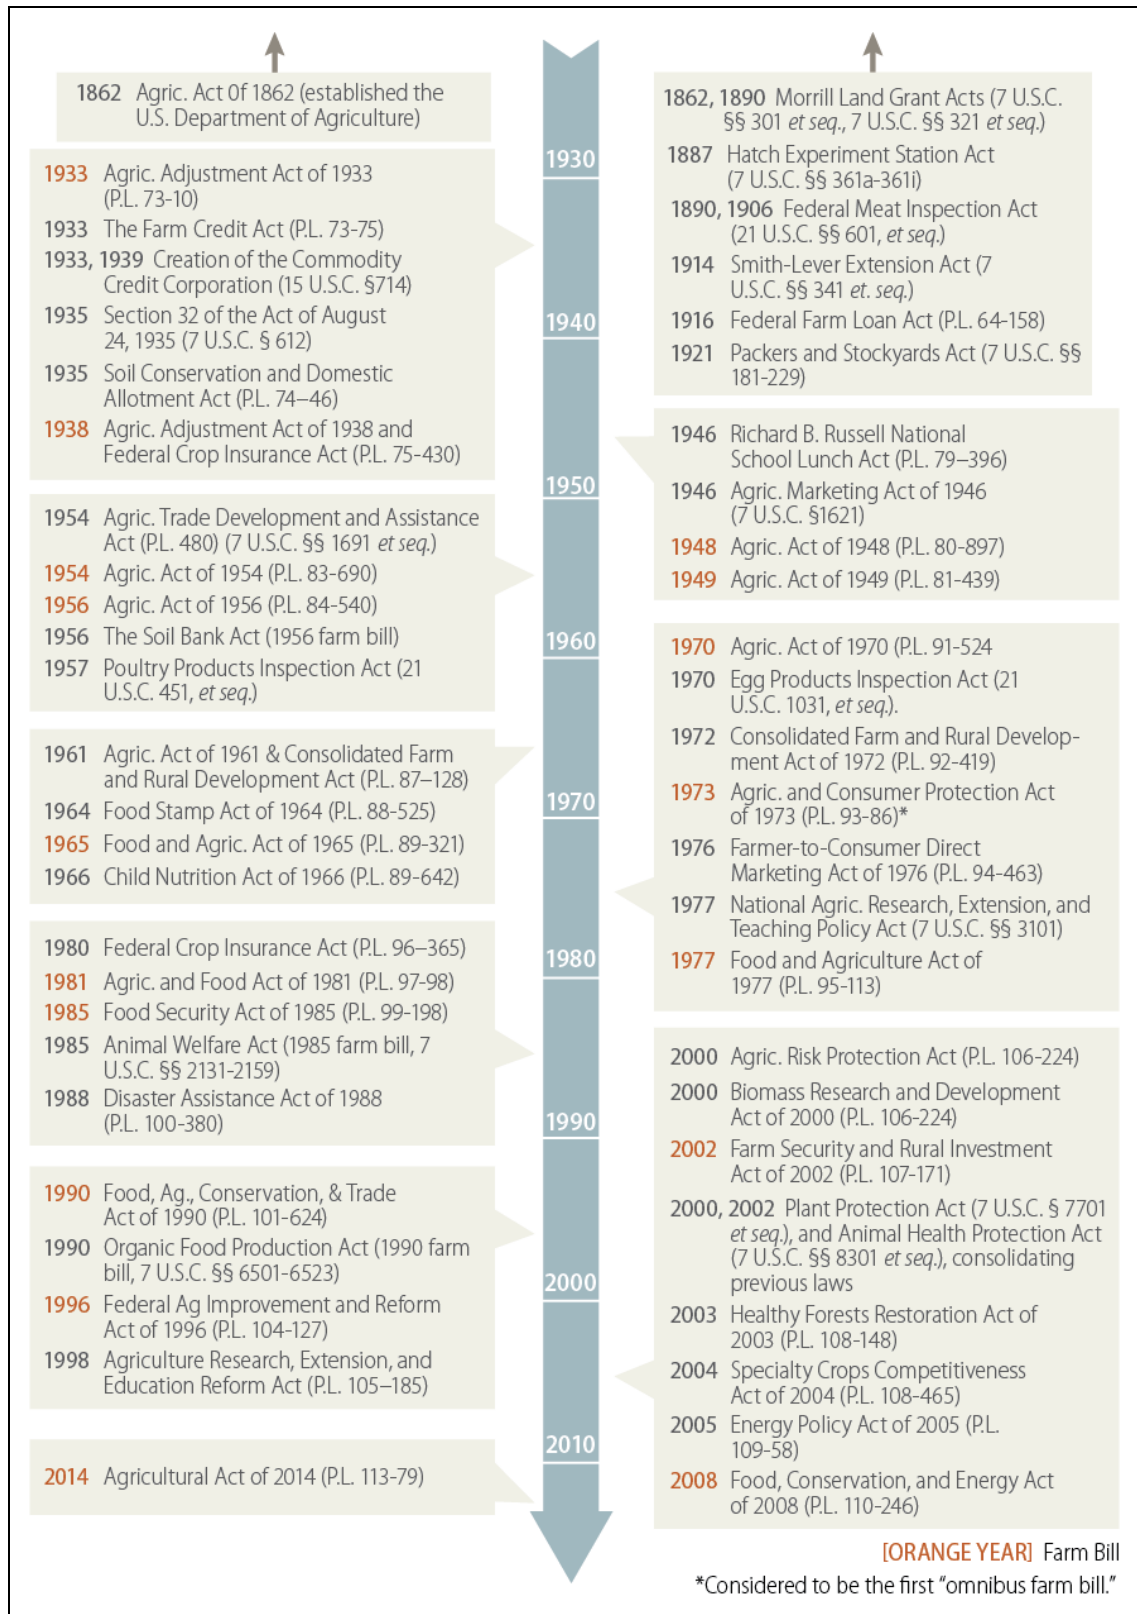 1862 Agric. Act 0f 1862 (established the
U.S. Department of Agriculture)
1933 Agric. Adjustment Act of 1933
(P.L. 73-10)
1933 The Farm Credit Act (P.L. 73-75)
1933, 1939 Creation of the Commodity
Credit Corporation (15 U.S.C. §714)
1935 Section 32 of the Act of August
24, 1935 (7 U.S.C. § 612)
1935 Soil Conservation and Domestic
Allotment Act (P.L. 74–46)
1938 Agric. Adjustment Act of 1938 and
Federal Crop Insurance Act (P.L. 75-430)
1954 Agric. Trade Development and Assistance
Act (P.L. 480) (7 U.S.C. §§ 1691 et seq.)
1954 Agric. Act of 1954 (P.L. 83-690)
1956 Agric. Act of 1956 (P.L. 84-540)
1956 The Soil Bank Act (1956 farm bill)
1957 Poultry Products Inspection Act (21
U.S.C. 451, et seq.)
1961 Agric. Act of 1961 & Consolidated Farm
and Rural Development Act (P.L. 87–128)
1964 Food Stamp Act of 1964 (P.L. 88-525)
1965 Food and Agric. Act of 1965 (P.L. 89-321)
1966 Child Nutrition Act of 1966 (P.L. 89-642)
1980 Federal Crop Insurance Act (P.L. 96–365)
1981 Agric. and Food Act of 1981 (P.L. 97-98)
1985 Food Security Act of 1985 (P.L. 99-198)
1985 Animal Welfare Act (1985 farm bill, 7
U.S.C. §§ 2131-2159)
1988 Disaster Assistance Act of 1988
(P.L. 100-380)
1990 Food, Ag., Conservation, & Trade
Act of 1990 (P.L. 101-624)
1990 Organic Food Production Act (1990 farm
bill, 7 U.S.C. §§ 6501-6523)
1996 Federal Ag Improvement and Reform
Act of 1996 (P.L. 104-127)
1998 Agriculture Research, Extension, and
Education Reform Act (P.L. 105–185)
2014 Agricultural Act of 2014 (P.L. 113-79)
1930
1940
1950
1960
1970
1980
1990
2000
2010
1862, 1890 Morrill Land Grant Acts (7 U.S.C.
§§ 301 et seq., 7 U.S.C. §§ 321 et seq.)
1887 Hatch Experiment Station Act
(7 U.S.C. §§ 361a-361i)
1890, 1906 Federal Meat Inspection Act
(21 U.S.C. §§ 601, et seq.)
1914 Smith-Lever Extension Act (7
U.S.C. §§ 341 et. seq.)
1916 Federal Farm Loan Act (P.L. 64-158)
1921 Packers and Stockyards Act (7 U.S.C. §§
181-229)
1946 Richard B. Russell National
School Lunch Act (P.L. 79–396)
1946 Agric. Marketing Act of 1946
(7 U.S.C. §1621)
1948 Agric. Act of 1948 (P.L. 80-897)
1949 Agric. Act of 1949 (P.L. 81-439)
1970 Agric. Act of 1970 (P.L. 91-524
1970 Egg Products Inspection Act (21
U.S.C. 1031, et seq.).
1972 Consolidated Farm and Rural Develop-
ment Act of 1972 (P.L. 92-419)
1973 Agric. and Consumer Protection Act
of 1973 (P.L. 93-86)*
1976 Farmer-to-Consumer Direct
Marketing Act of 1976 (P.L. 94-463)
1977 National Agric. Research, Extension, and
Teaching Policy Act (7 U.S.C. §§ 3101)
1977 Food and Agriculture Act of
1977 (P.L. 95-113)
2000 Agric. Risk Protection Act (P.L. 106-224)
2000 Biomass Research and Development
Act of 2000 (P.L. 106-224)
2002 Farm Security and Rural Investment
Act of 2002 (P.L. 107-171)
2000, 2002 Plant Protection Act (7 U.S.C. § 7701
et seq.), and Animal Health Protection Act
(7 U.S.C. §§ 8301 et seq.), consolidating
previous laws
2003 Healthy Forests Restoration Act of
2003 (P.L. 108-148)
2004 Specialty Crops Competitiveness
Act of 2004 (P.L. 108-465)
2005 Energy Policy Act of 2005 (P.L.
109-58)
2008 Food, Conservation, and Energy Act
of 2008 (P.L. 110-246)
[ORANGE YEAR] Farm Bill
*Considered to be the first “omnibus farm bill.”